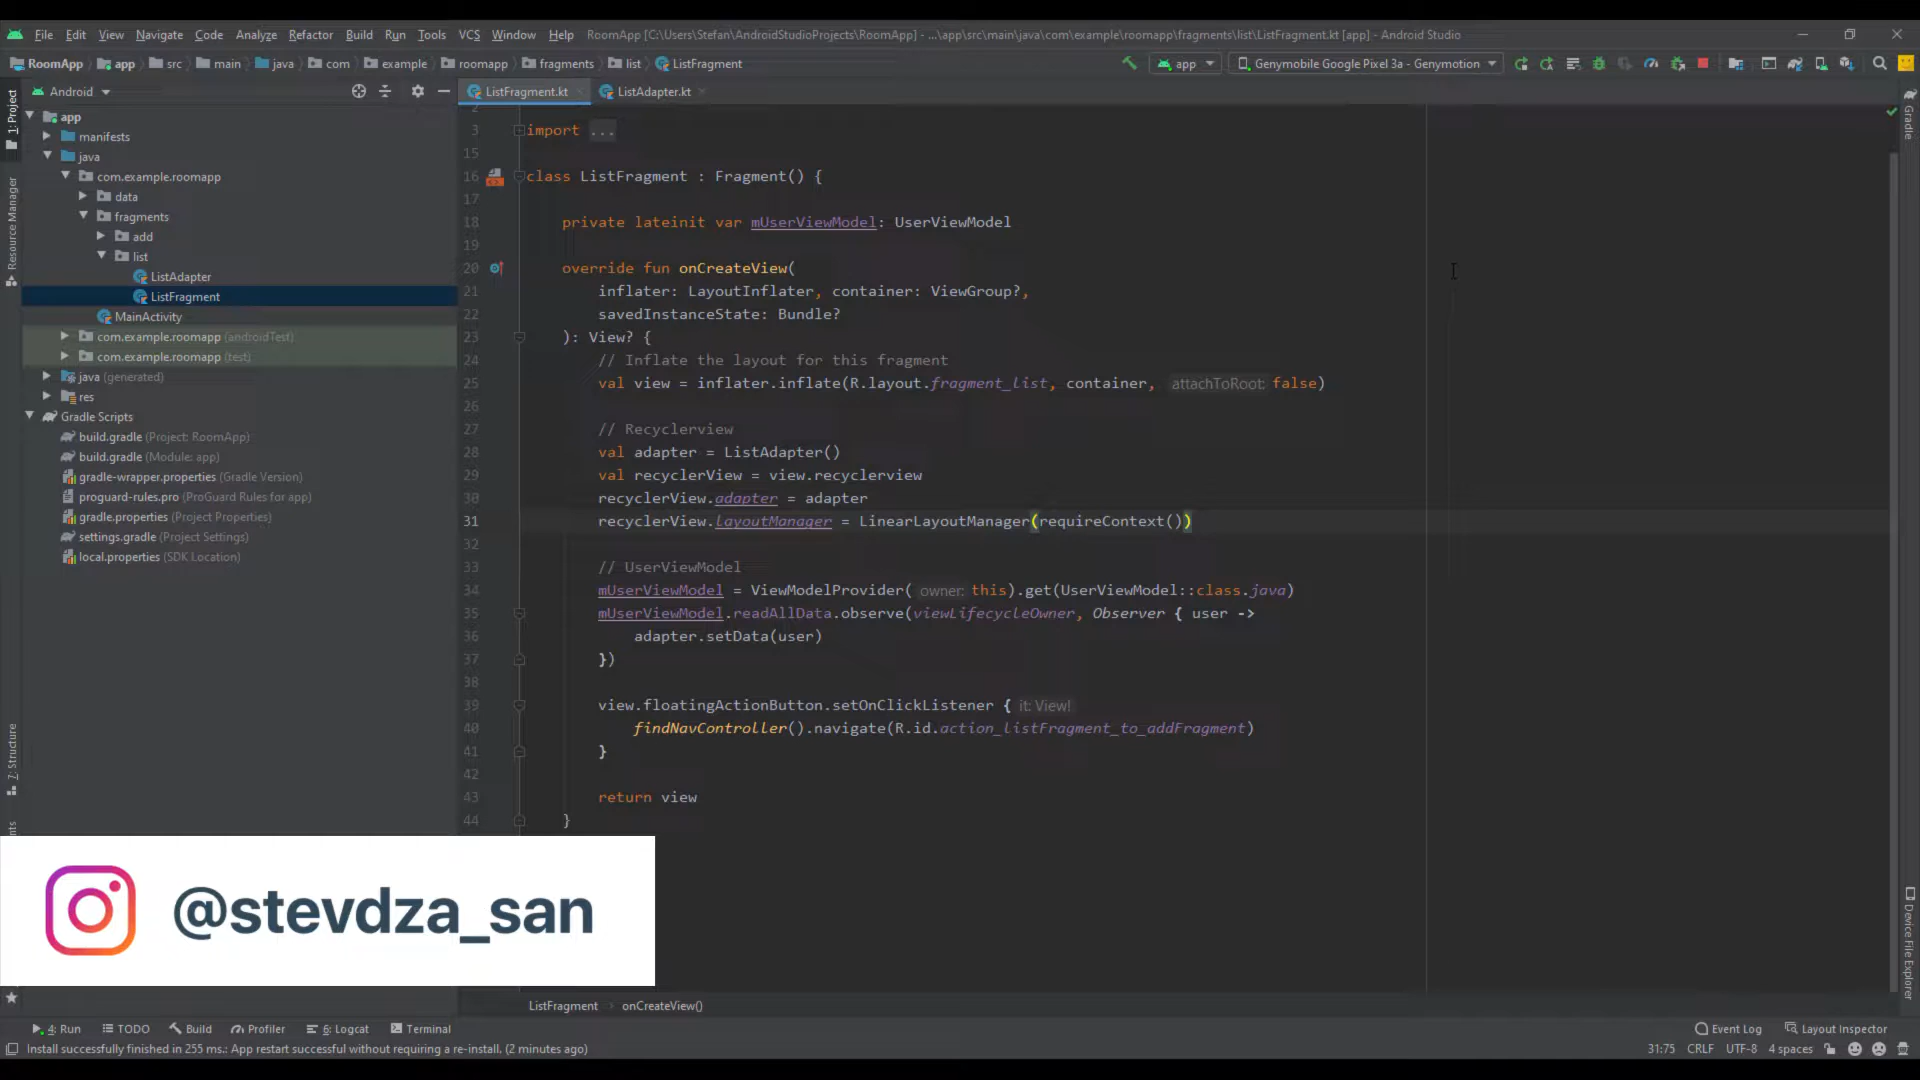 File Edit View Navigate Code Analyze Refactor Build Run Tools VCS Window Help RoomApp [C:\Users\Stefan\AndroidStudioProjects\RoomApp] - ...\app\src\main\java\com\example\roomapp\fragments\list\ListFragment.kt [app] - Android Studio
RoomApp app src main java com example roomapp fragments list ListFragment app Genymobile Google Pixel 3a - Genymotion
Android
ListFragment.kt ListAdapter.kt
1: Project
Resource Manager
7: Structure
Gradle
Device File Explorer
app
manifests
java
com.example.roomapp
data
fragments
add
list
ListAdapter
ListFragment
MainActivity
com.example.roomapp (androidTest)
com.example.roomapp (test)
java (generated)
res
Gradle Scripts
build.gradle (Project: RoomApp)
build.gradle (Module: app)
gradle-wrapper.properties (Gradle Version)
proguard-rules.pro (ProGuard Rules for app)
gradle.properties (Project Properties)
settings.gradle (Project Settings)
local.properties (SDK Location)
2
3 import ...
15
16 class ListFragment : Fragment() {
17
18 private lateinit var mUserViewModel: UserViewModel
19
20 override fun onCreateView(
21 inflater: LayoutInflater, container: ViewGroup?,
22 savedInstanceState: Bundle?
23 ): View? {
24 // Inflate the layout for this fragment
25 val view = inflater.inflate(R.layout.fragment_list, container, attachToRoot: false)
26
27 // Recyclerview
28 val adapter = ListAdapter()
29 val recyclerView = view.recyclerview
30 recyclerView.adapter = adapter
31 recyclerView.layoutManager = LinearLayoutManager(requireContext())
32
33 // UserViewModel
34 mUserViewModel = ViewModelProvider( owner: this).get(UserViewModel::class.java)
35 mUserViewModel.readAllData.observe(viewLifecycleOwner, Observer { user ->
36 adapter.setData(user)
37 })
38
39 view.floatingActionButton.setOnClickListener { it: View!
40 findNavController().navigate(R.id.action_listFragment_to_addFragment)
41 }
42
43 return view
44 }
@stevdza_san
ListFragment onCreateView()
4: Run TODO Build Profiler 6: Logcat Terminal Event Log Layout Inspector
Install successfully finished in 255 ms.: App restart successful without requiring a re-install. (2 minutes ago) 31:75 CRLF UTF-8 4 spaces